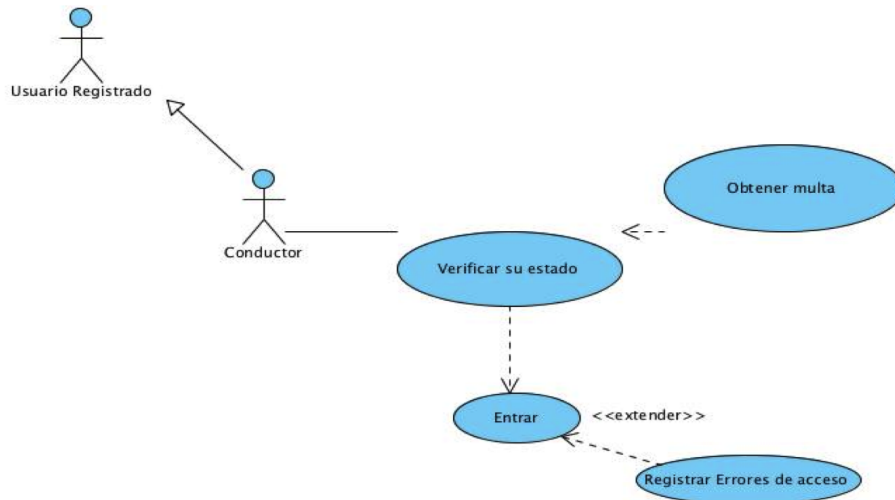 Usuario Registrado
Obtener multa
Conductor
Verificar su estado
Entrar
<<extender>>
Registrar Errores de acceso